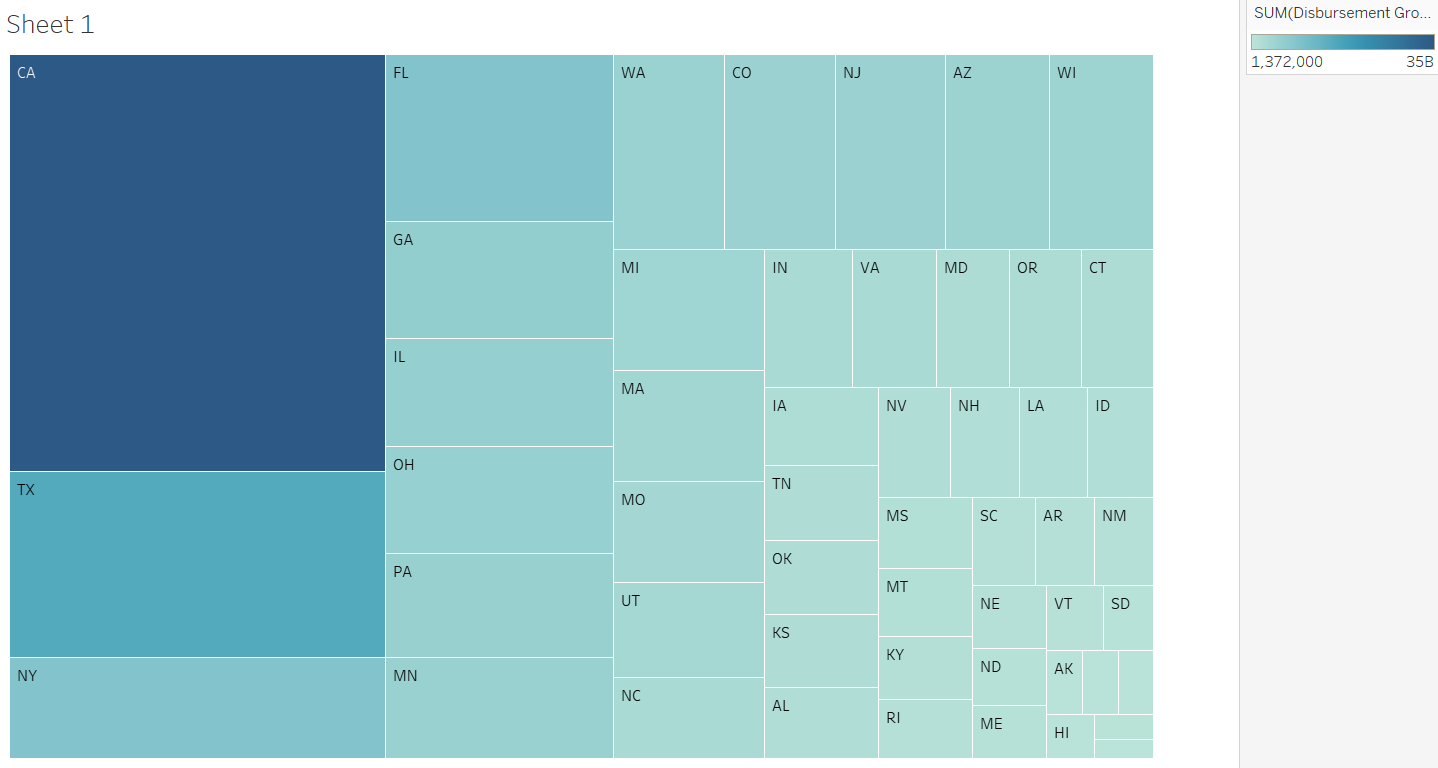 Sheet 1
SUM(Disbursement Gro...
1,372,000
35B
CA
TX
NY
FL
GA
IL
OH
PA
MN
WA
CO
NJ
AZ
WI
MI
MA
MO
UT
NC
IN
VA
MD
OR
CT
IA
TN
OK
KS
AL
NV
NH
LA
ID
MS
MT
KY
RI
SC
AR
NM
NE
ND
ME
VT
SD
AK
HI